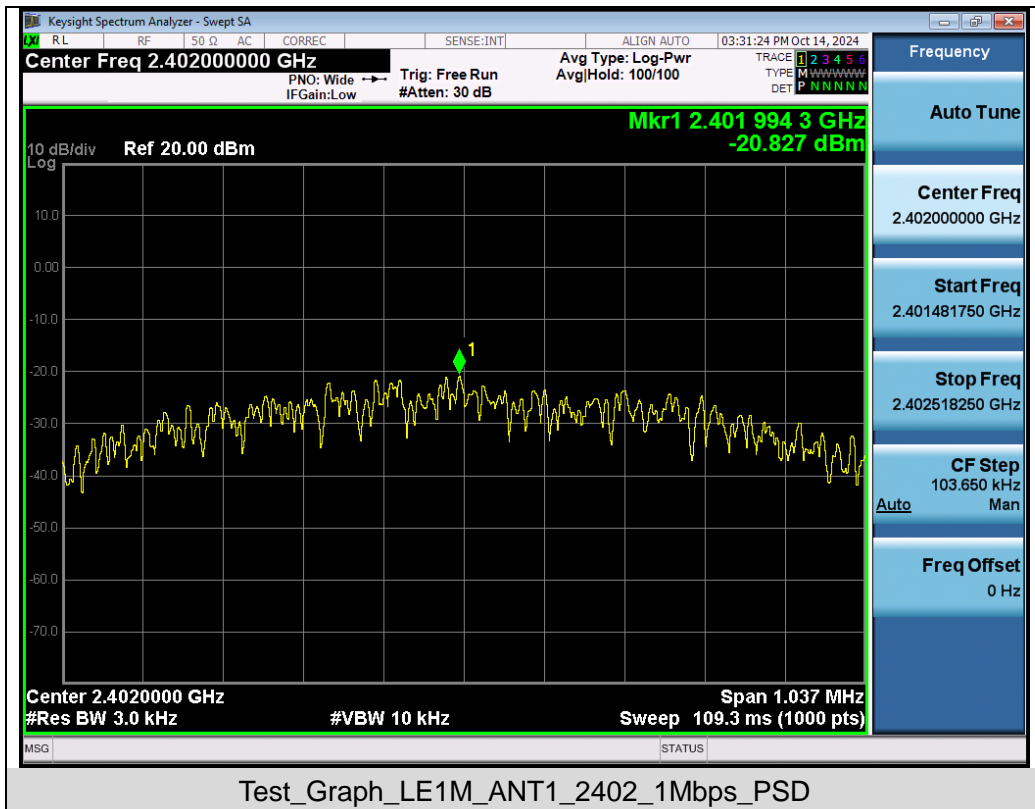 Keysight Spectrum Analyzer - Swept SA
LXI RL RF 50 Ω AC CORREC SENSE:INT ALIGN AUTO 03:31:24 PM Oct 14, 2024
Center Freq 2.402000000 GHz
PNO: Wide
IFGain:Low
Trig: Free Run
#Atten: 30 dB
Avg Type: Log-Pwr
Avg|Hold: 100/100
TRACE 1 2 3 4 5 6
TYPE M WWWWW
DET P N N N N N
Mkr1 2.401 994 3 GHz
-20.827 dBm
10 dB/div Ref 20.00 dBm
Log
10.0
0.00
-10.0
-20.0
-30.0
-40.0
-50.0
-60.0
-70.0
1
Center 2.4020000 GHz Span 1.037 MHz
#Res BW 3.0 kHz #VBW 10 kHz Sweep 109.3 ms (1000 pts)
MSG STATUS
Frequency
Auto Tune
Center Freq
2.402000000 GHz
Start Freq
2.401481750 GHz
Stop Freq
2.402518250 GHz
CF Step
103.650 kHz
Auto Man
Freq Offset
0 Hz
Test_Graph_LE1M_ANT1_2402_1Mbps_PSD